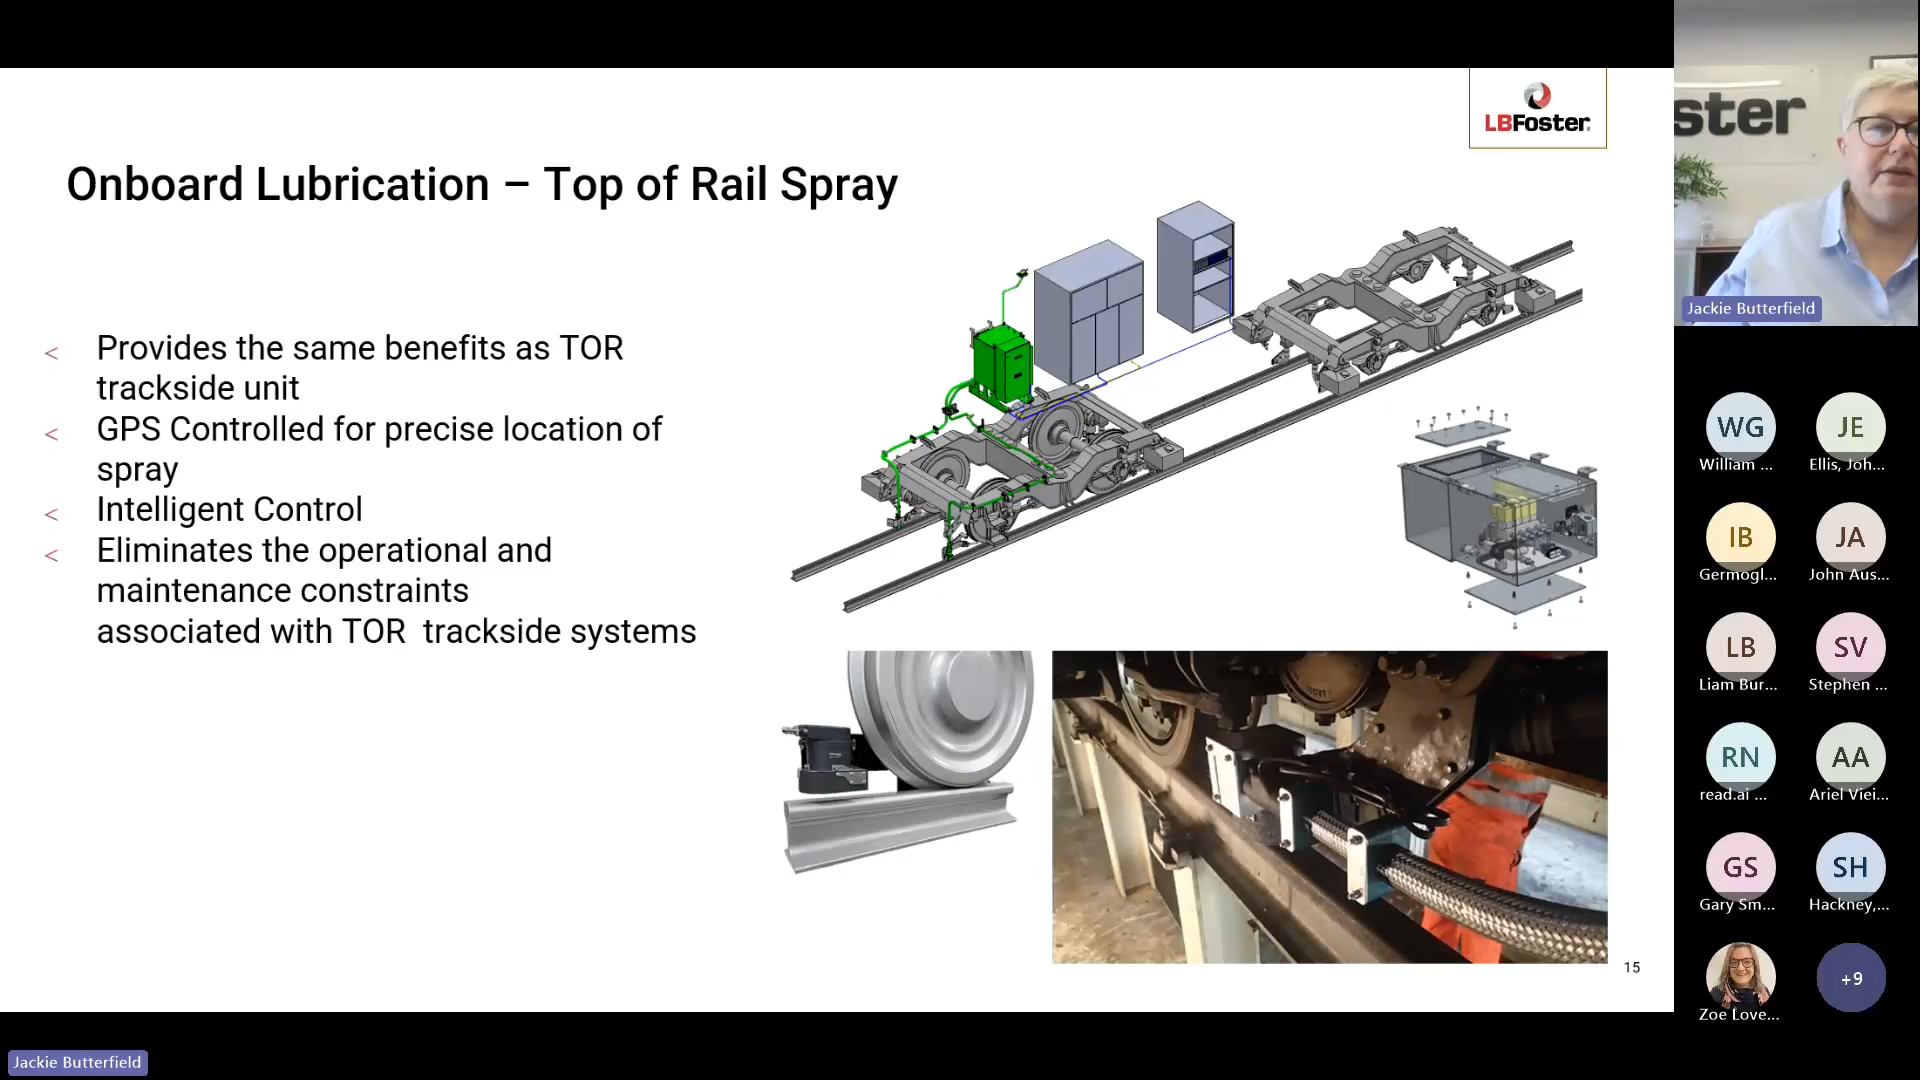 LBFoster
Onboard Lubrication – Top of Rail Spray
< Provides the same benefits as TOR
trackside unit
< GPS Controlled for precise location of
spray
< Intelligent Control
< Eliminates the operational and
maintenance constraints
associated with TOR  trackside systems
15
ster
Jackie Butterfield
WG
JE
William ...
Ellis, Joh...
IB
JA
Germogl...
John Aus...
LB
SV
Liam Bur...
Stephen ...
RN
AA
read.ai ...
Ariel Viei...
GS
SH
Gary Sm...
Hackney,...
+9
Zoe Love...
Jackie Butterfield